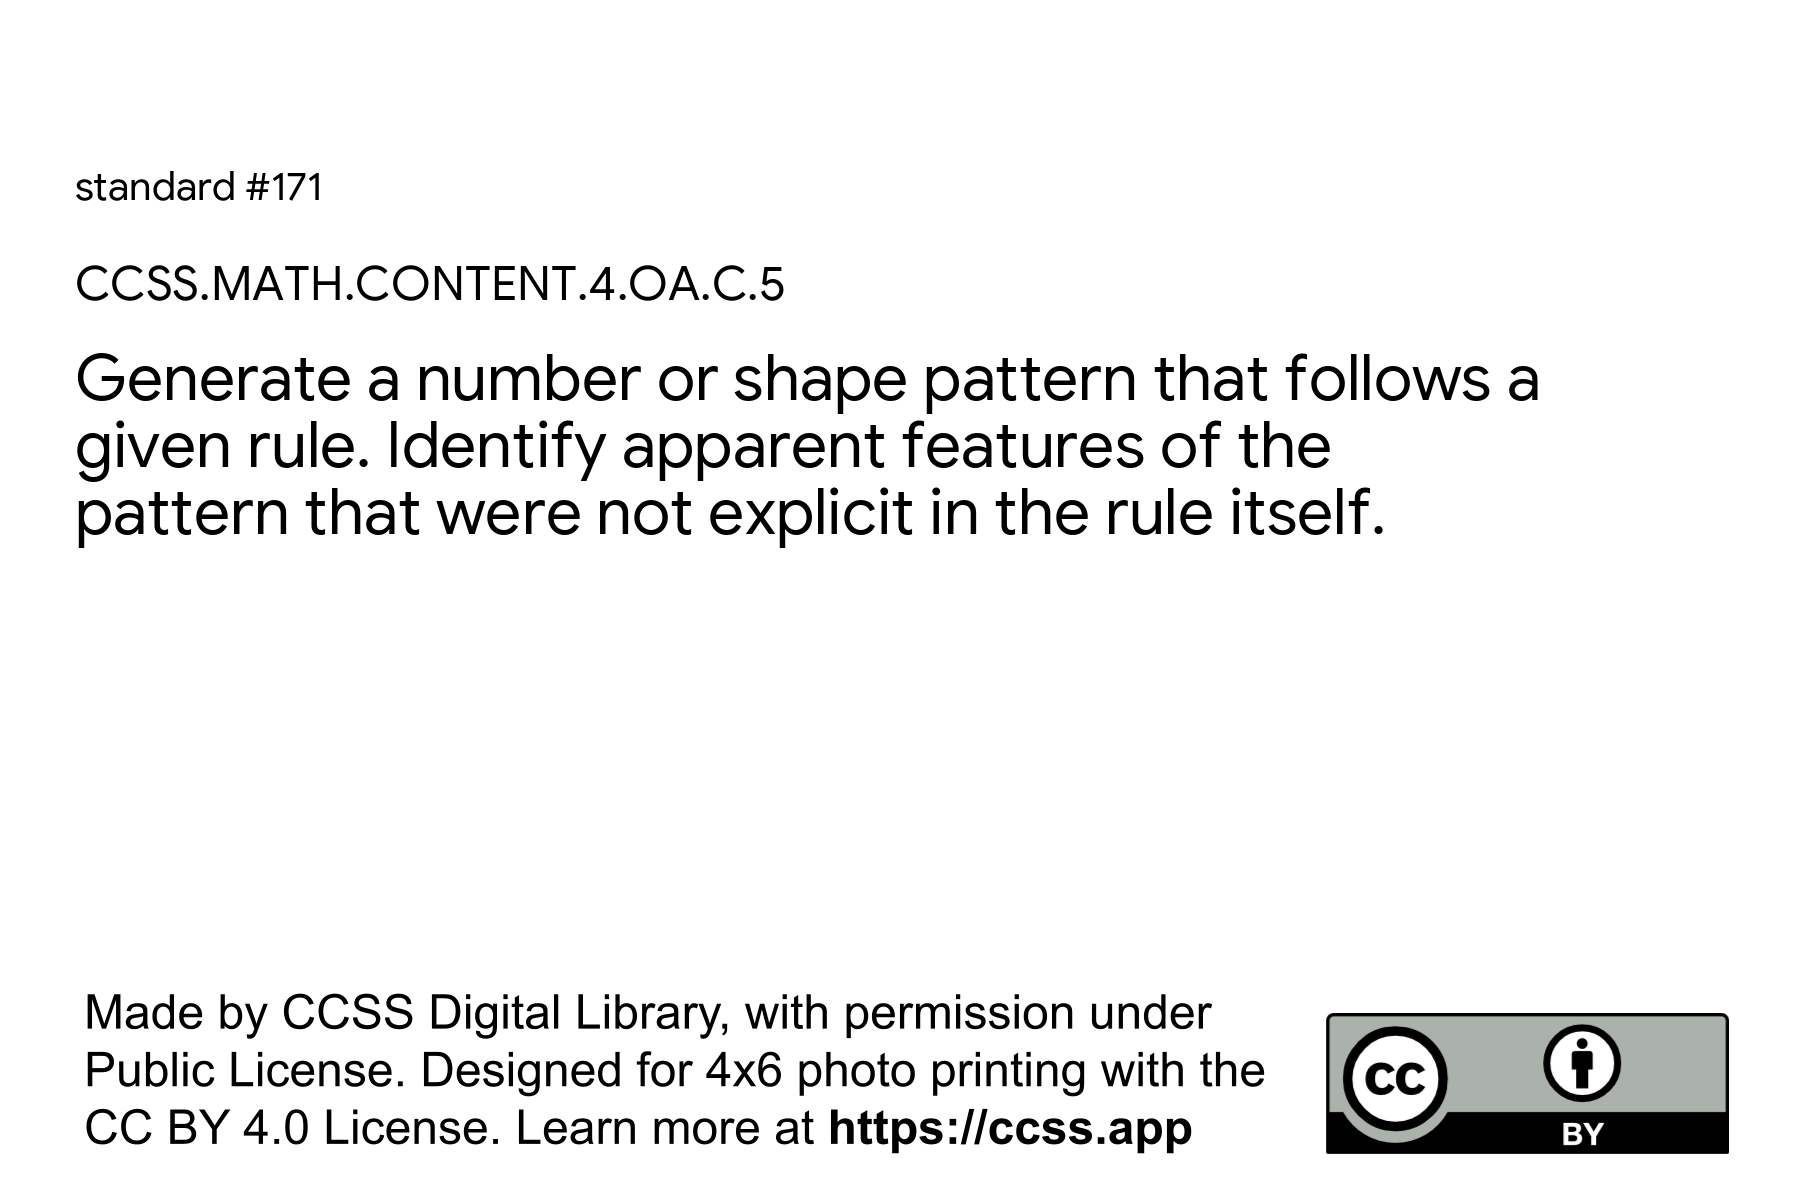 standard #171
CCSS.MATH.CONTENT.4.OA.C.5
Generate a number or shape pattern that follows a
given rule. Identify apparent features of the
pattern that were not explicit in the rule itself.
Made by CCSS Digital Library, with permission under
Public License. Designed for 4x6 photo printing with the
CC BY 4.0 License. Learn more at https://ccss.app
CC
BY